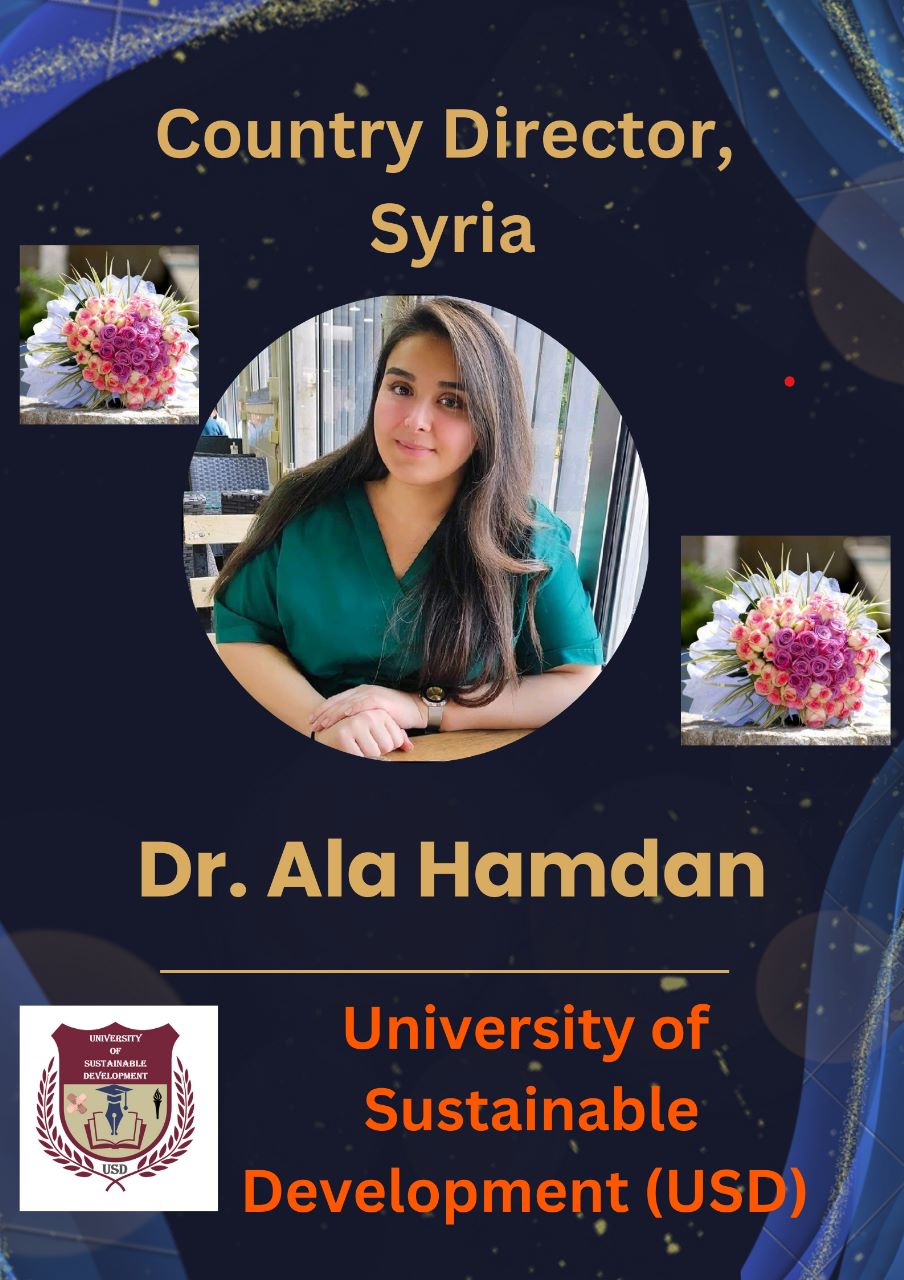 Country Director,
Syria
Dr. Ala Hamdan
UNIVERSITY
OF
SUSTAINABLE
DEVELOPMENT
USD
University of
Sustainable
Development (USD)